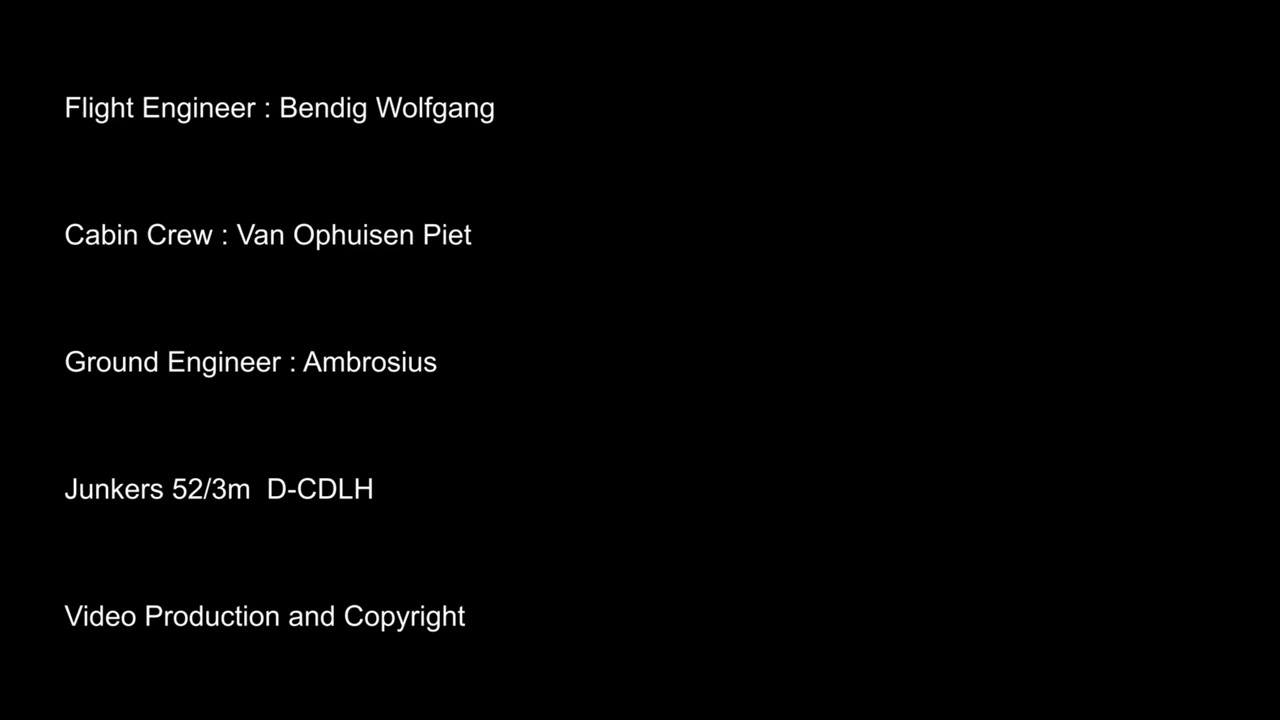 Flight Engineer : Bendig Wolfgang
Cabin Crew : Van Ophuisen Piet
Ground Engineer : Ambrosius
Junkers 52/3m  D-CDLH
Video Production and Copyright